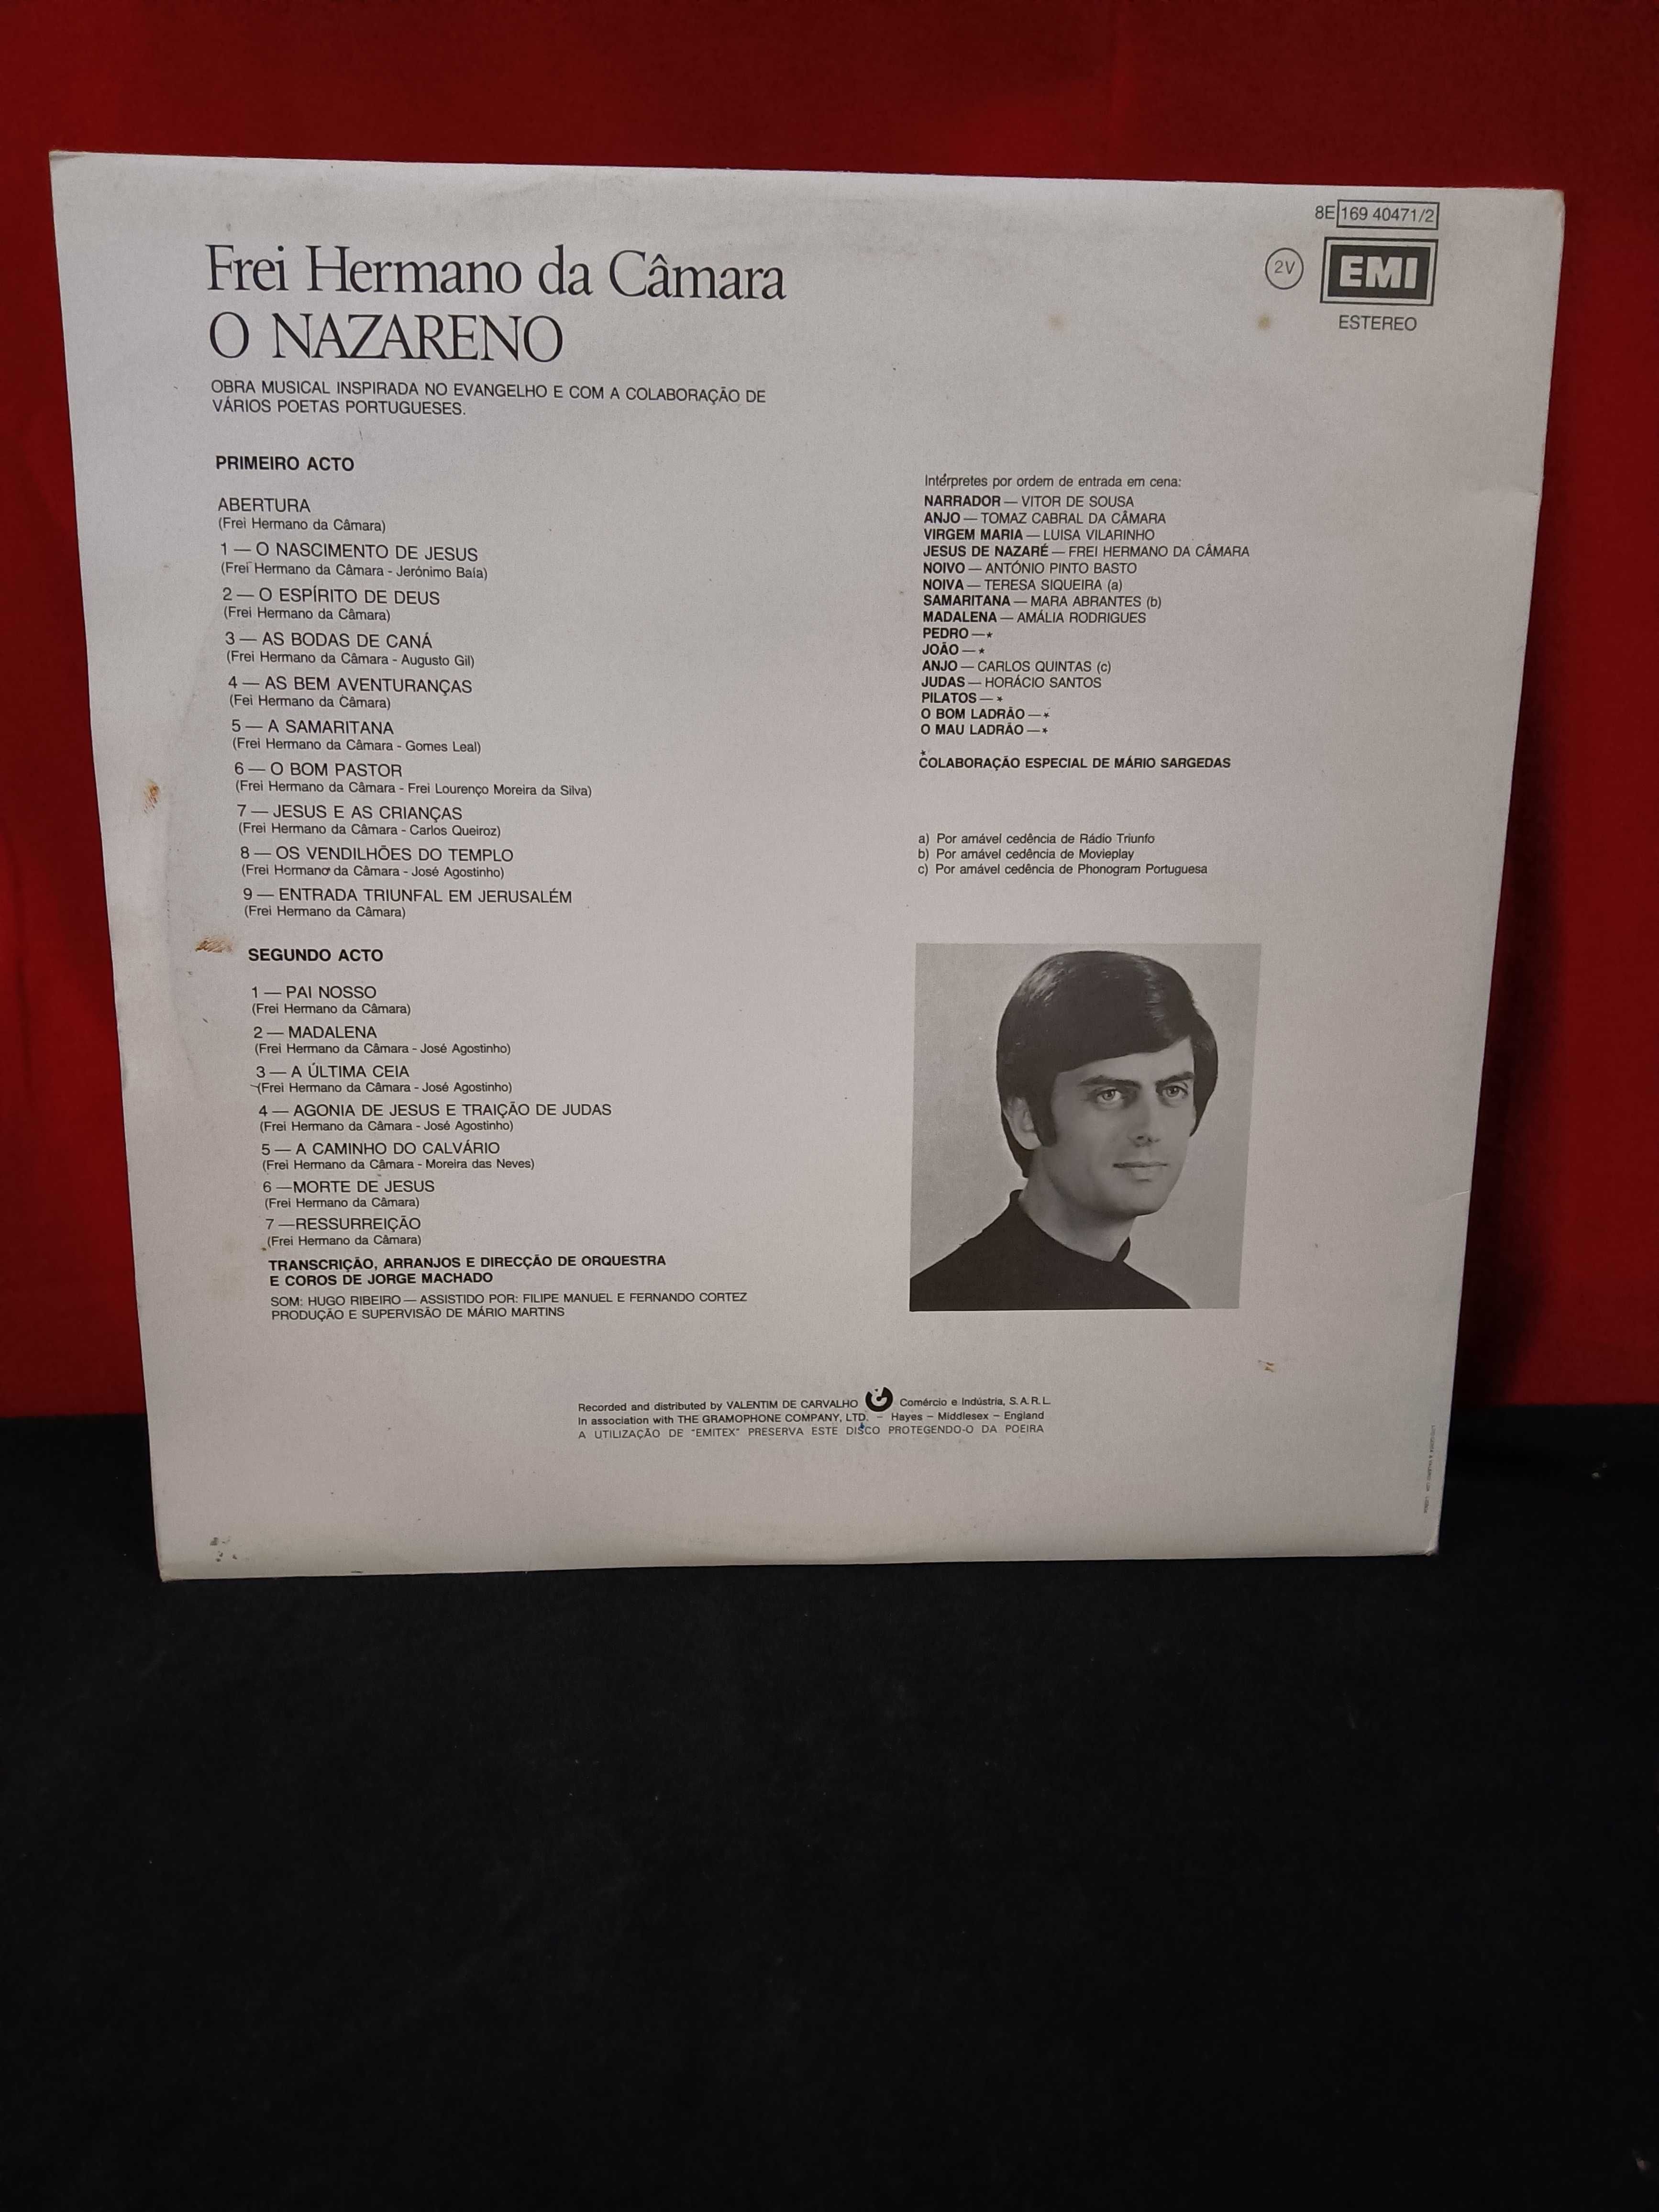 8E 169 40471/2
2V
EMI
ESTEREO
Frei Hermano da Câmara
O NAZARENO
OBRA MUSICAL INSPIRADA NO EVANGELHO E COM A COLABORAÇÃO DE
VÁRIOS POETAS PORTUGUESES.
PRIMEIRO ACTO
ABERTURA
(Frei Hermano da Câmara)
1 — O NASCIMENTO DE JESUS
(Frei Hermano da Câmara - Jerónimo Baía)
2 — O ESPÍRITO DE DEUS
(Frei Hermano da Câmara)
3 — AS BODAS DE CANÁ
(Frei Hermano da Câmara - Augusto Gil)
4 — AS BEM AVENTURANÇAS
(Fei Hermano da Câmara)
5 — A SAMARITANA
(Frei Hermano da Câmara - Gomes Leal)
6 — O BOM PASTOR
(Frei Hermano da Câmara - Frei Lourenço Moreira da Silva)
7 — JESUS E AS CRIANÇAS
(Frei Hermano da Câmara - Carlos Queiroz)
8 — OS VENDILHÕES DO TEMPLO
(Frei Hermano da Câmara - José Agostinho)
9 — ENTRADA TRIUNFAL EM JERUSALÉM
(Frei Hermano da Câmara)
SEGUNDO ACTO
1 — PAI NOSSO
(Frei Hermano da Câmara)
2 — MADALENA
(Frei Hermano da Câmara - José Agostinho)
3 — A ÚLTIMA CEIA
(Frei Hermano da Câmara - José Agostinho)
4 — AGONIA DE JESUS E TRAIÇÃO DE JUDAS
(Frei Hermano da Câmara - José Agostinho)
5 — A CAMINHO DO CALVÁRIO
(Frei Hermano da Câmara - Moreira das Neves)
6 —MORTE DE JESUS
(Frei Hermano da Câmara)
7 —RESSURREIÇÃO
(Frei Hermano da Câmara)
TRANSCRIÇÃO, ARRANJOS E DIRECÇÃO DE ORQUESTRA
E COROS DE JORGE MACHADO
SOM: HUGO RIBEIRO — ASSISTIDO POR: FILIPE MANUEL E FERNANDO CORTEZ
PRODUÇÃO E SUPERVISÃO DE MÁRIO MARTINS
Intérpretes por ordem de entrada em cena:
NARRADOR — VITOR DE SOUSA
ANJO — TOMAZ CABRAL DA CÂMARA
VIRGEM MARIA — LUISA VILARINHO
JESUS DE NAZARÉ — FREI HERMANO DA CÂMARA
NOIVO — ANTÓNIO PINTO BASTO
NOIVA — TERESA SIQUEIRA (a)
SAMARITANA — MARA ABRANTES (b)
MADALENA — AMÁLIA RODRIGUES
PEDRO —*
JOÃO —*
ANJO — CARLOS QUINTAS (c)
JUDAS — HORÁCIO SANTOS
PILATOS —*
O BOM LADRÃO —*
O MAU LADRÃO —*
*
COLABORAÇÃO ESPECIAL DE MÁRIO SARGEDAS
a) Por amável cedência de Rádio Triunfo
b) Por amável cedência de Movieplay
c) Por amável cedência de Phonogram Portuguesa
Recorded and distributed by VALENTIM DE CARVALHO Comércio e Indústria, S.A.R.L.
In association with THE GRAMOPHONE COMPANY, LTD. – Hayes – Middlesex – England
A UTILIZAÇÃO DE "EMITEX" PRESERVA ESTE DISCO PROTEGENDO-O DA POEIRA